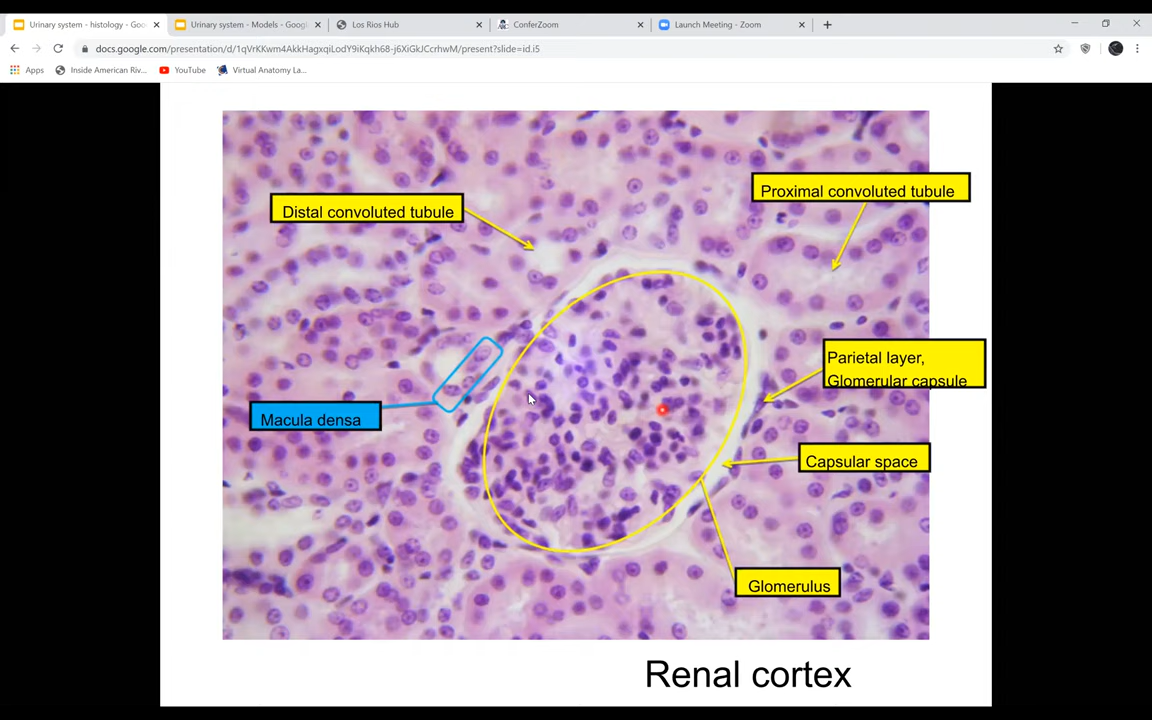 Urinary system - histology - Goo
Urinary system - Models - Googl
Los Rios Hub
ConferZoom
Launch Meeting - Zoom
docs.google.com/presentation/d/1qVrKKwm4AkkHagxqiLodY9iKqkh68-j6XiGkJCcrhwM/present?slide=id.i5
Apps
Inside American Riv...
YouTube
Virtual Anatomy La...
Proximal convoluted tubule
Distal convoluted tubule
Parietal layer,
Glomerular capsule
Macula densa
Capsular space
Glomerulus
Renal cortex